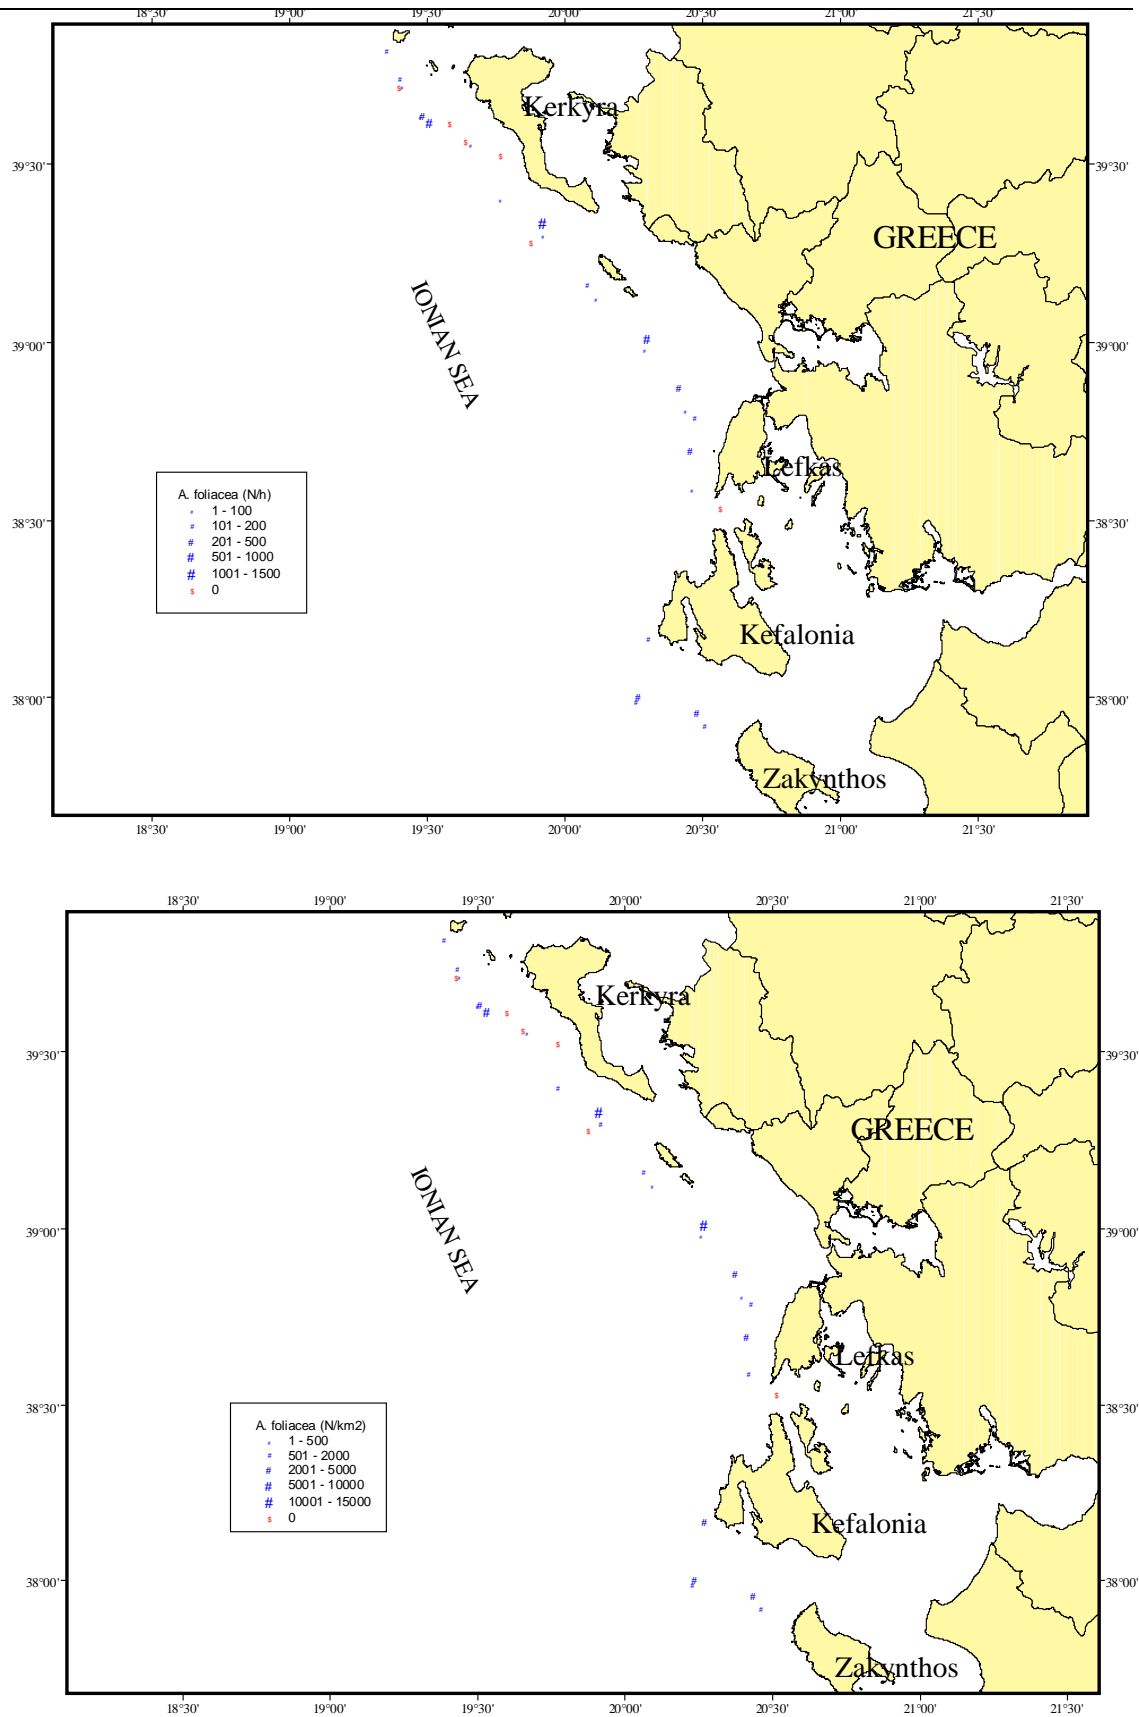 18°30' 19°00' 19°30' 20°00' 20°30' 21°00' 21°30'
Kerkyra
39°30' 39°30'
GREECE
IONIAN SEA
39°00' 39°00'
Lefkas
A. foliacea (N/h)
# 1 - 100
# 101 - 200
# 201 - 500
# 501 - 1000
# 1001 - 1500
$ 0
38°30' 38°30'
Kefalonia
38°00' 38°00'
Zakynthos
18°30' 19°00' 19°30' 20°00' 20°30' 21°00' 21°30'
18°30' 19°00' 19°30' 20°00' 20°30' 21°00' 21°30'
Kerkyra
39°30' 39°30'
GREECE
IONIAN SEA
39°00' 39°00'
Lefkas
A. foliacea (N/km2)
# 1 - 500
# 501 - 2000
# 2001 - 5000
# 5001 - 10000
# 10001 - 15000
$ 0
38°30' 38°30'
Kefalonia
38°00' 38°00'
Zakynthos
18°30' 19°00' 19°30' 20°00' 20°30' 21°00' 21°30'